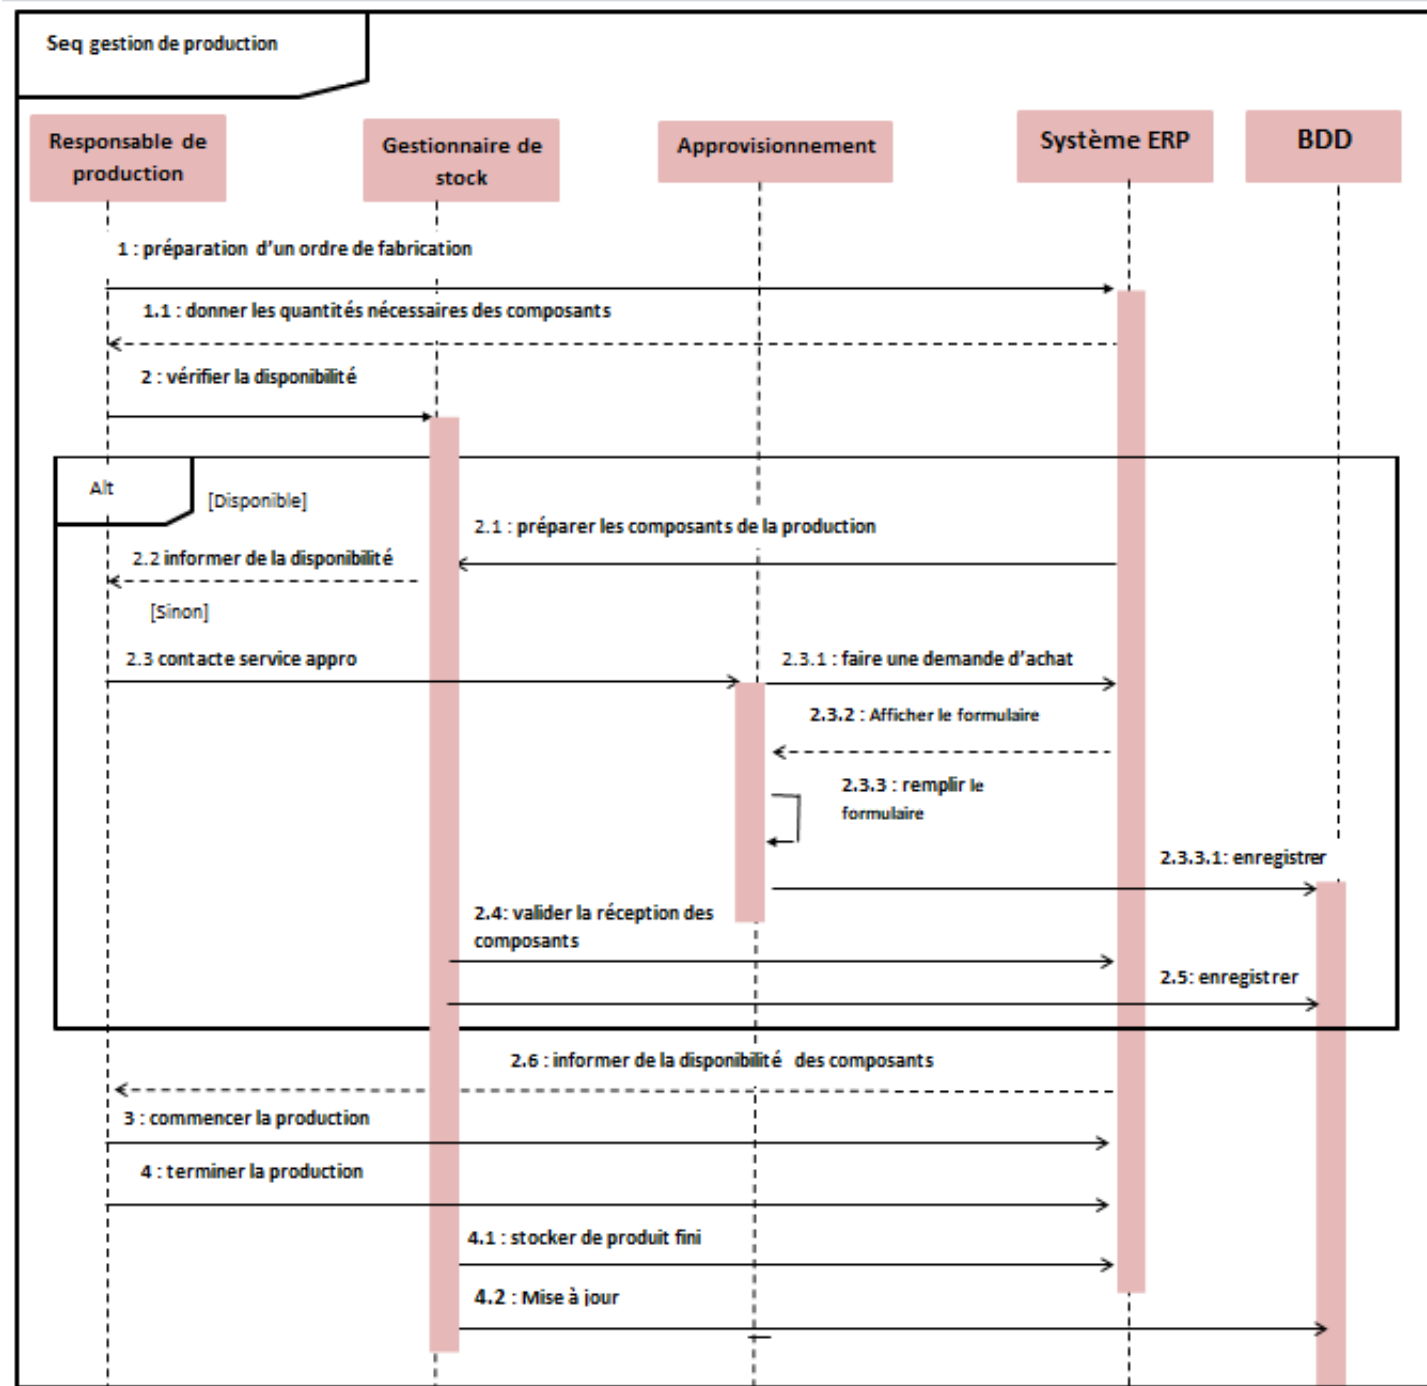 Seq gestion de production
Responsable de
production
Gestionnaire de
stock
Approvisionnement
Système ERP
BDD
1 : préparation d'un ordre de fabrication
1.1 : donner les quantités nécessaires des composants
2 : vérifier la disponibilité
Alt
[Disponible]
2.1 : préparer les composants de la production
2.2 informer de la disponibilité
[Sinon]
2.3 contacte service appro
2.3.1 : faire une demande d'achat
2.3.2 : Afficher le formulaire
2.3.3 : remplir le
formulaire
2.3.3.1: enregistrer
2.4: valider la réception des
composants
2.5: enregistrer
2.6 : informer de la disponibilité des composants
3 : commencer la production
4 : terminer la production
4.1 : stocker de produit fini
4.2 : Mise à jour